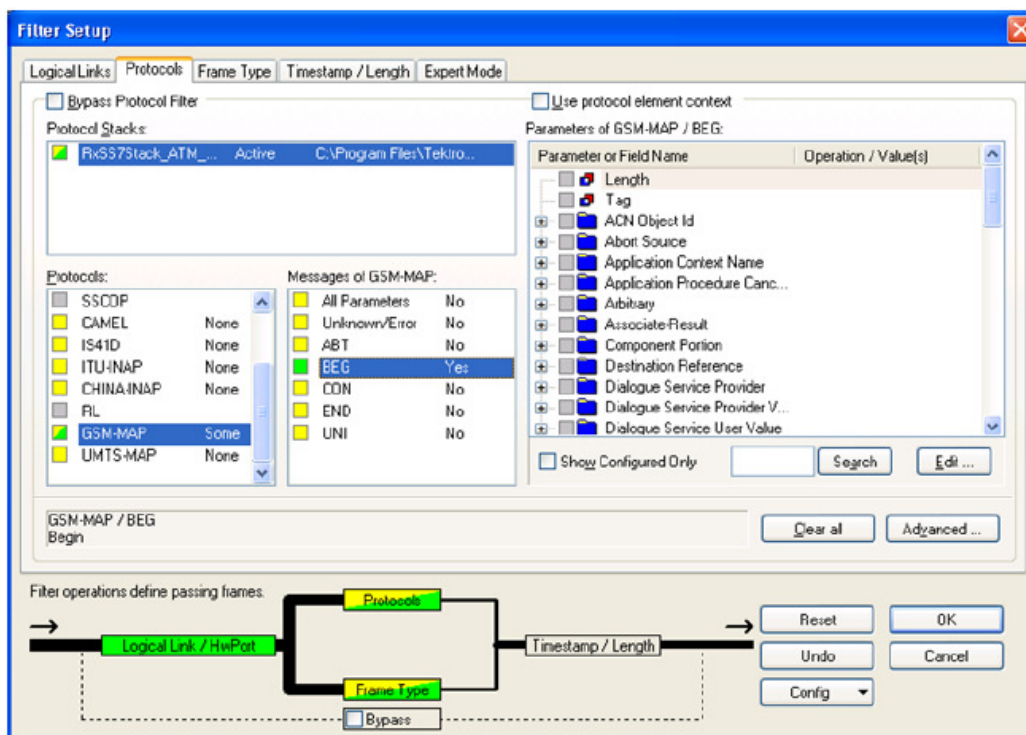 Filter Setup
Logical Links Protocols Frame Type Timestamp / Length Expert Mode
Bypass Protocol Filter
Protocol Stacks:
RxSS7Stack_ATM_... Active C:\Program Files\Tektro...
Protocols:
SSCOP
CAMEL None
IS41D None
ITU-INAP None
CHINA-INAP None
RL
GSM-MAP Some
UMTS-MAP None
Messages of GSM-MAP:
All Parameters No
Unknown/Error No
ABT No
BEG Yes
CON No
END No
UNI No
Use protocol element context
Parameters of GSM-MAP / BEG:
Parameter or Field Name Operation / Value(s)
Length
Tag
ACN Object Id
Abort Source
Application Context Name
Application Procedure Canc...
Arbitrary
Associate-Result
Component Portion
Destination Reference
Dialogue Service Provider
Dialogue Service Provider V...
Dialogue Service User Value
Show Configured Only Search Edit ...
GSM-MAP / BEG
Begin
Clear all Advanced ...
Filter operations define passing frames.
Logical Link / HwPort
Protocols
Frame Type
Bypass
Timestamp / Length
Reset OK
Undo Cancel
Config